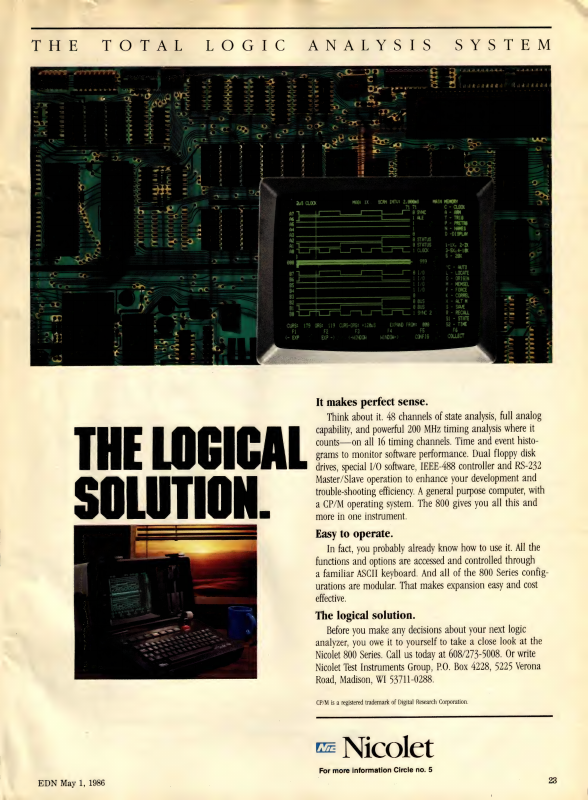 THE TOTAL LOGIC ANALYSIS SYSTEM
THE LOGICAL
SOLUTION.
It makes perfect sense.
Think about it. 48 channels of state analysis, full analog
capability, and powerful 200 MHz timing analysis where it
counts—on all 16 timing channels. Time and event histo-
grams to monitor software performance. Dual floppy disk
drives, special I/O software, IEEE-488 controller and RS-232
Master/Slave operation to enhance your development and
trouble-shooting efficiency. A general purpose computer, with
a CP/M operating system. The 800 gives you all this and
more in one instrument.
Easy to operate.
In fact, you probably already know how to use it. All the
functions and options are accessed and controlled through
a familiar ASCII keyboard. And all of the 800 Series config-
urations are modular. That makes expansion easy and cost
effective.
The logical solution.
Before you make any decisions about your next logic
analyzer, you owe it to yourself to take a close look at the
Nicolet 800 Series. Call us today at 608/273-5008. Or write
Nicolet Test Instruments Group, P.O. Box 4228, 5225 Verona
Road, Madison, WI 53711-0288.
CP/M is a registered trademark of Digital Research Corporation.
Nic Nicolet
For more information Circle no. 5
EDN May 1, 1986
23